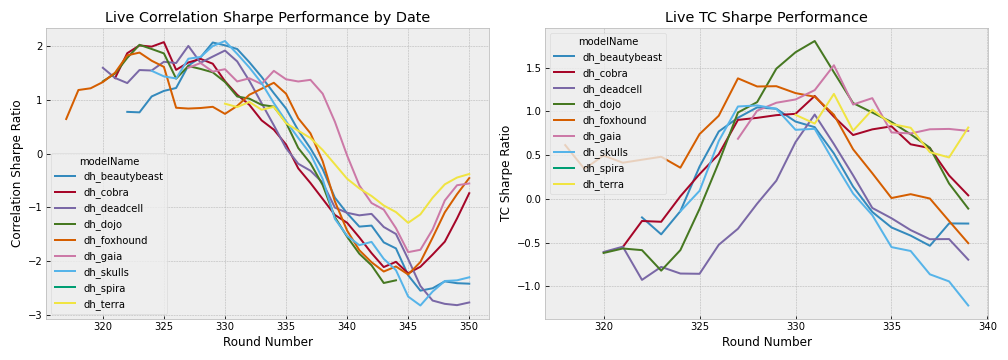 Live Correlation Sharpe Performance by Date
Correlation Sharpe Ratio
2
1
0
−1
−2
−3
modelName
dh_beautybeast
dh_cobra
dh_deadcell
dh_dojo
dh_foxhound
dh_gaia
dh_skulls
dh_spira
dh_terra
320 325 330 335 340 345 350
Round Number
Live TC Sharpe Performance
TC Sharpe Ratio
1.5
1.0
0.5
0.0
−0.5
−1.0
modelName
dh_beautybeast
dh_cobra
dh_deadcell
dh_dojo
dh_foxhound
dh_gaia
dh_skulls
dh_spira
dh_terra
320 325 330 335 340
Round Number